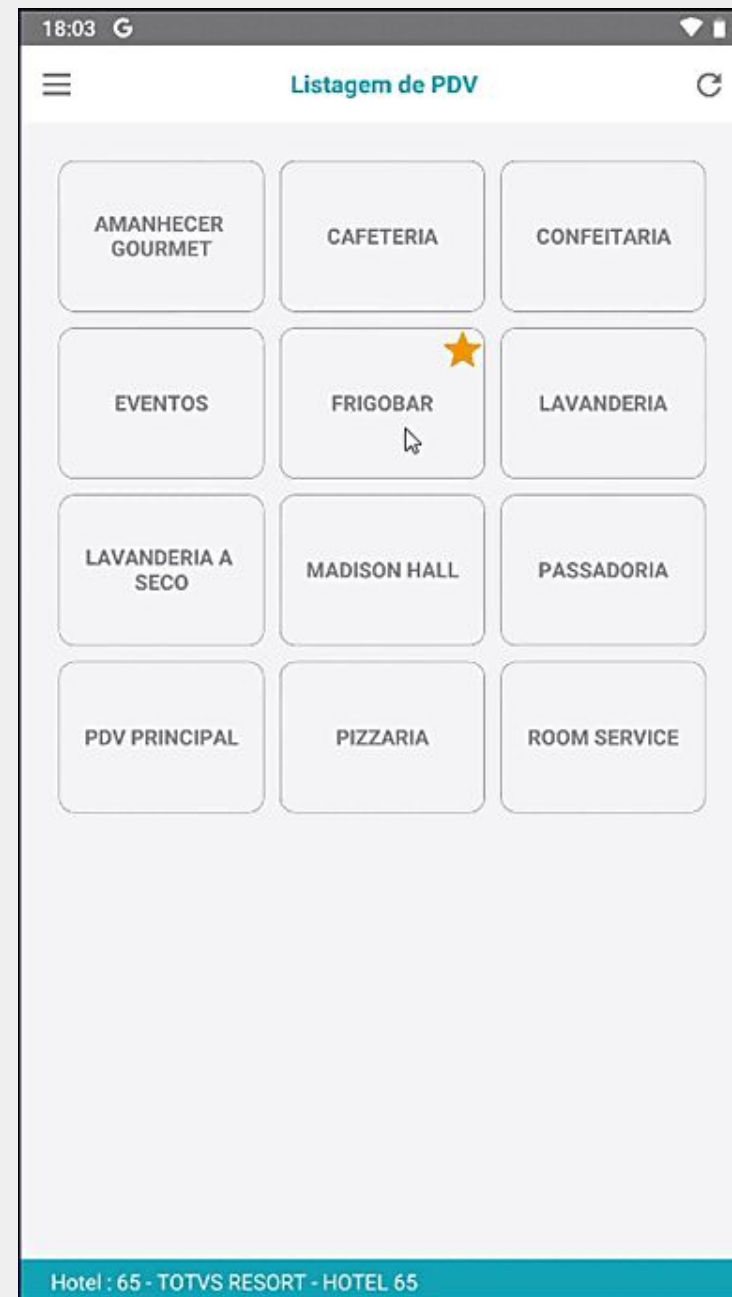 18:03 G
Listagem de PDV
AMANHECER
GOURMET
CAFETERIA
CONFEITARIA
EVENTOS
FRIGOBAR
LAVANDERIA
LAVANDERIA A
SECO
MADISON HALL
PASSADORIA
PDV PRINCIPAL
PIZZARIA
ROOM SERVICE
Hotel : 65 - TOTVS RESORT - HOTEL 65